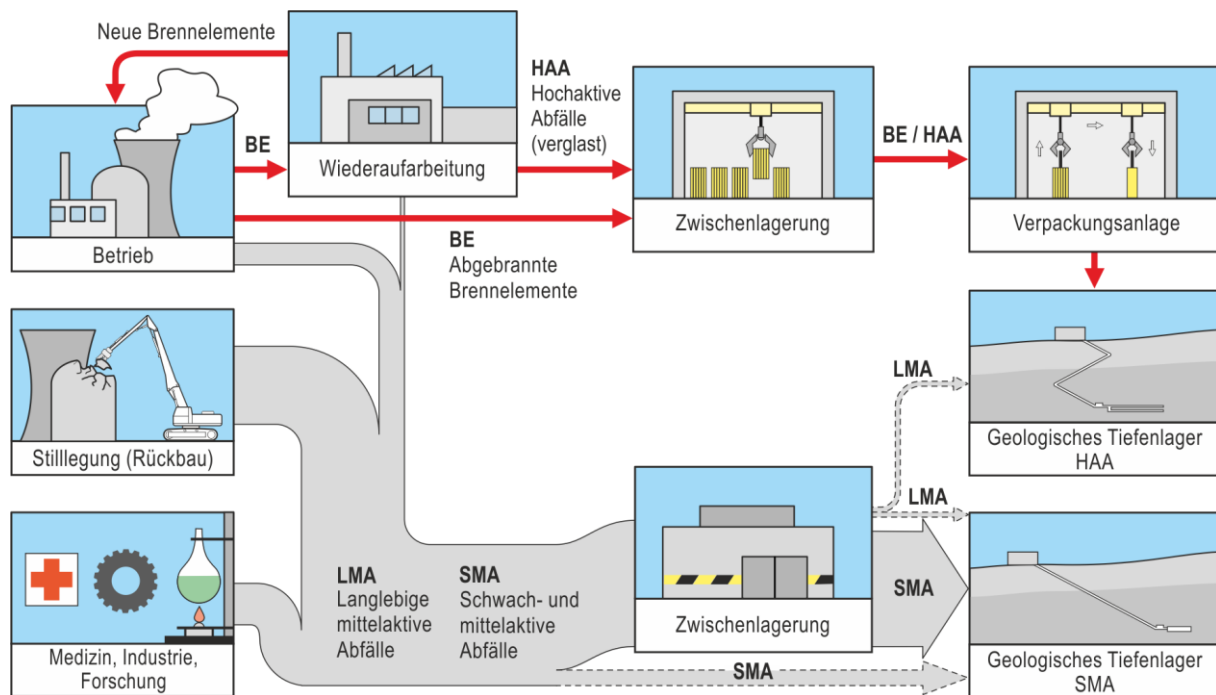 Neue Brennelemente
Betrieb
BE
Wiederaufarbeitung
HAA
Hochaktive
Abfälle
(verglast)
BE
Abgebrannte
Brennelemente
Zwischenlagerung
BE / HAA
Verpackungsanlage
Stilllegung (Rückbau)
LMA
Geologisches Tiefenlager
HAA
Medizin, Industrie,
Forschung
LMA
Langlebige
mittelaktive
Abfälle
SMA
Schwach- und
mittelaktive
Abfälle
Zwischenlagerung
LMA
SMA
SMA
Geologisches Tiefenlager
SMA